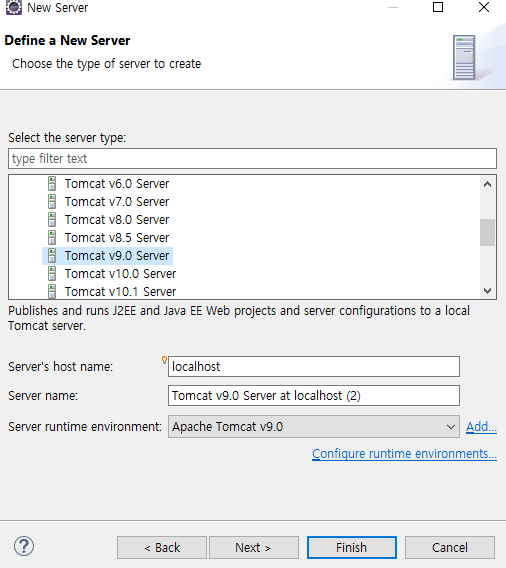 New Server
Define a New Server
Choose the type of server to create
Select the server type:
type filter text
Tomcat v6.0 Server
Tomcat v7.0 Server
Tomcat v8.0 Server
Tomcat v8.5 Server
Tomcat v9.0 Server
Tomcat v10.0 Server
Tomcat v10.1 Server
Publishes and runs J2EE and Java EE Web projects and server configurations to a local
Tomcat server.
Server's host name: localhost
Server name: Tomcat v9.0 Server at localhost (2)
Server runtime environment: Apache Tomcat v9.0 Add...
Configure runtime environments...
? < Back Next > Finish Cancel